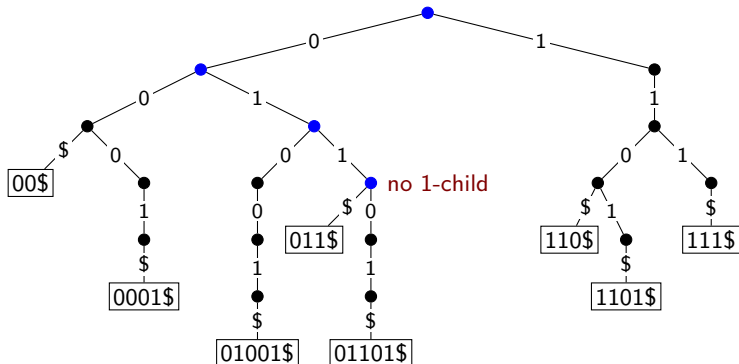 0 1
0 1 1
$ 0 0 1 0 1
00$ 1 0 $ 0 no 1-child $ 1 $
011$ 110$ 111$
$ 1 1 $
0001$ 1101$
$ $
01001$ 01101$